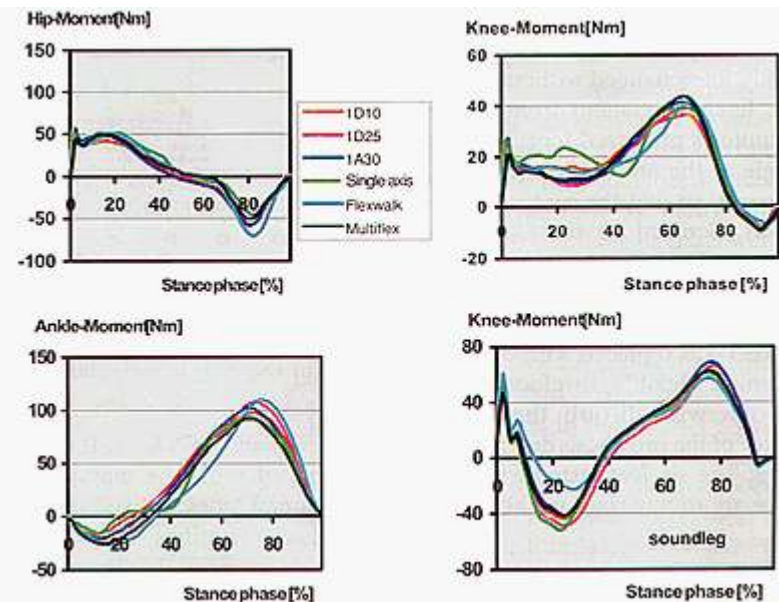 Hip-Moment[Nm]
150
100
50
0
-50
-100
0
20
40
60
80
Stance phase [%]
1D10
1D25
1A30
Single axis
Flexwalk
Multiflex
Knee-Moment [Nm]
60
40
20
0
-20
0
20
40
60
80
Stance phase [%]
Ankle-Moment[Nm]
150
100
50
0
-50
0
20
40
60
80
Stance phase [%]
Knee-Moment[Nm]
80
40
0
-40
-80
0
20
40
60
80
soundleg
Stance phase [%]